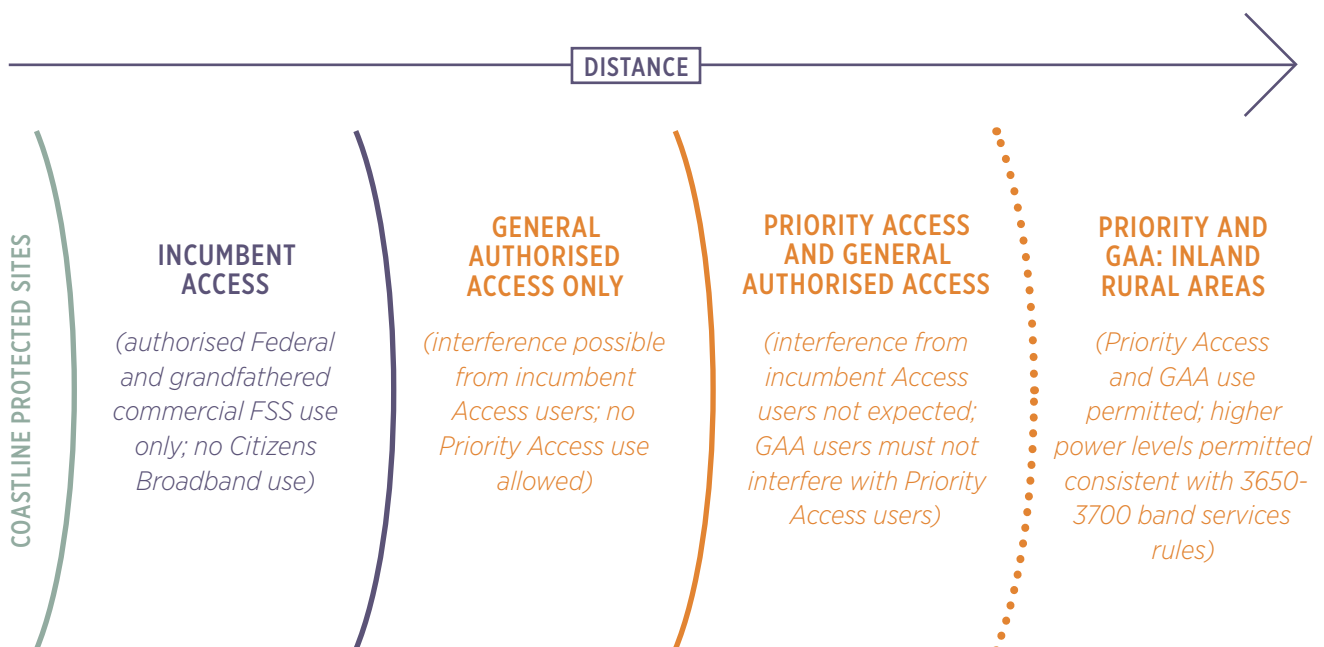 DISTANCE
COASTLINE PROTECTED SITES
INCUMBENT
ACCESS
(authorised Federal
and grandfathered
commercial FSS use
only; no Citizens
Broadband use)
GENERAL
AUTHORISED
ACCESS ONLY
(interference possible
from incumbent
Access users; no
Priority Access use
allowed)
PRIORITY ACCESS
AND GENERAL
AUTHORISED ACCESS
(interference from
incumbent Access
users not expected;
GAA users must not
interfere with Priority
Access users)
PRIORITY AND
GAA: INLAND
RURAL AREAS
(Priority Access
and GAA use
permitted; higher
power levels permitted
consistent with 3650-
3700 band services
rules)